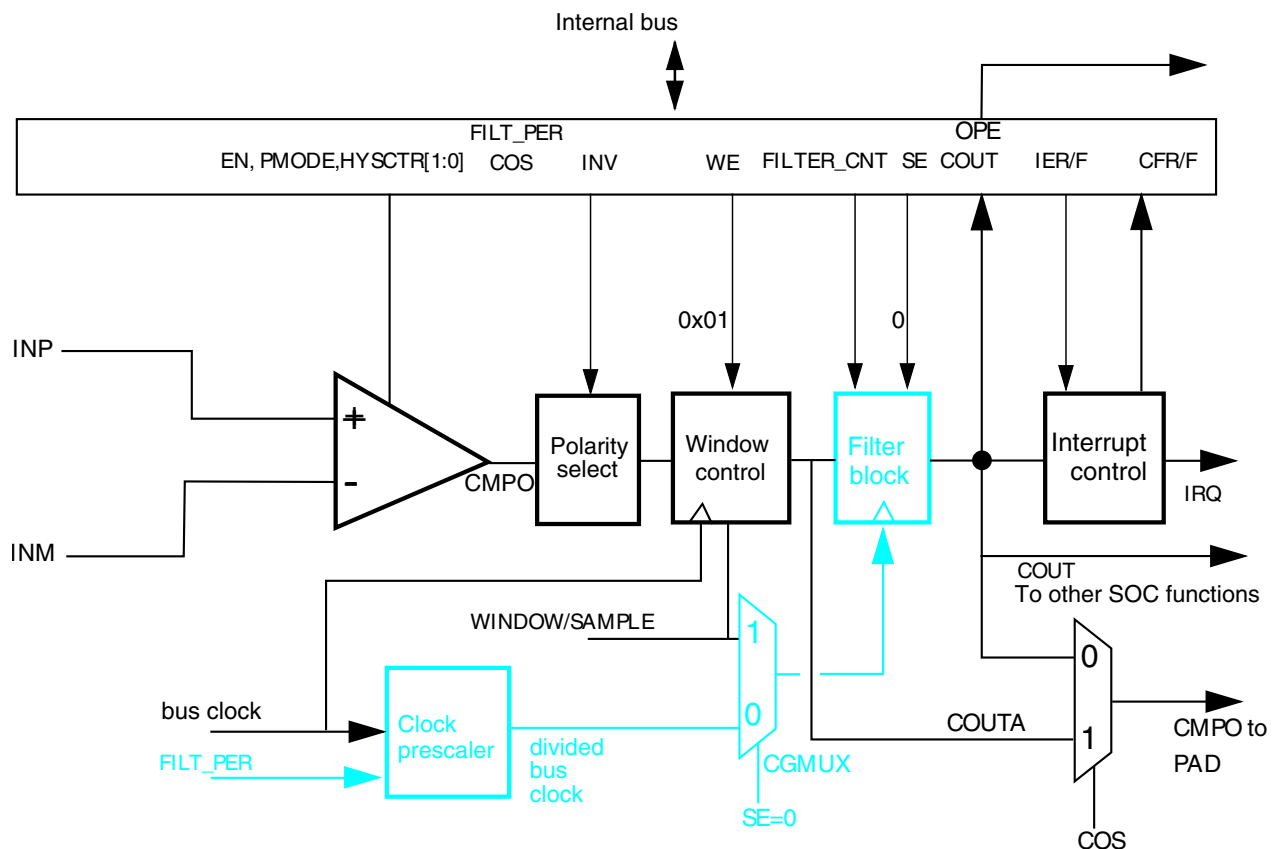 Internal bus
FILT_PER
OPE
EN, PMODE,HYSCTR[1:0]
COS
INV
WE
FILTER_CNT
SE
COUT
IER/F
CFR/F
0x01
0
INP
+
-
INM
CMPO
Polarity
select
Window
control
Filter
block
Interrupt
control
IRQ
COUT
To other SOC functions
WINDOW/SAMPLE
1
0
0
1
bus clock
FILT_PER
Clock
prescaler
divided
bus
clock
CGMUX
SE=0
COUTA
CMPO to
PAD
COS